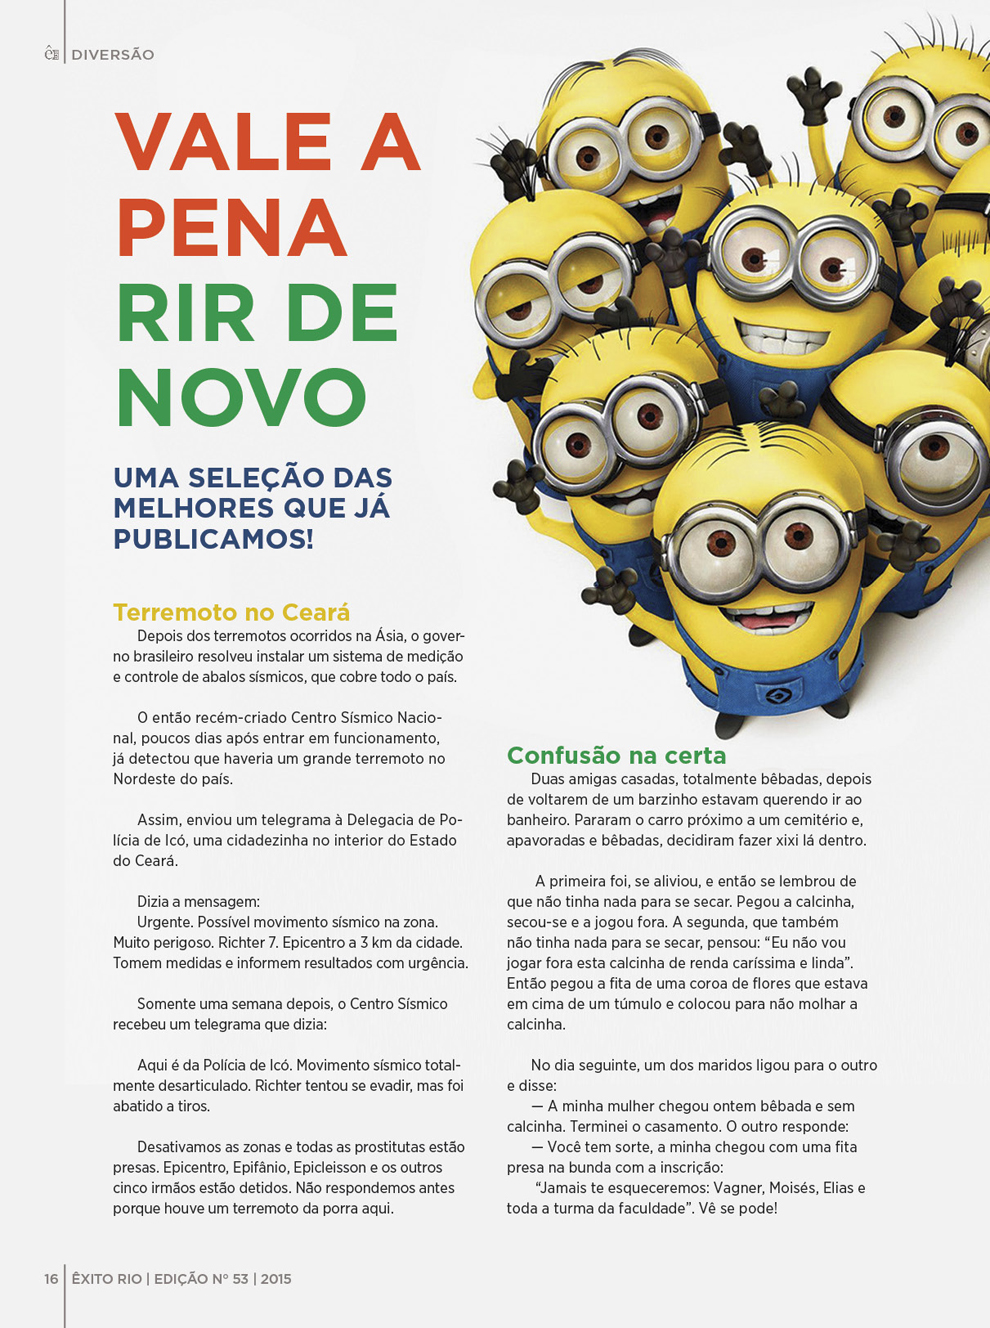 DIVERSÃO
VALE A
PENA
RIR DE
NOVO
UMA SELEÇÃO DAS
MELHORES QUE JÁ
PUBLICAMOS!
Terremoto no Ceará
Depois dos terremotos ocorridos na Ásia, o gover-
no brasileiro resolveu instalar um sistema de medição
e controle de abalos sísmicos, que cobre todo o país.
O então recém-criado Centro Sísmico Nacio-
nal, poucos dias após entrar em funcionamento,
já detectou que haveria um grande terremoto no
Nordeste do país.
Assim, enviou um telegrama à Delegacia de Po-
lícia de Icó, uma cidadezinha no interior do Estado
do Ceará.
Dizia a mensagem:
Urgente. Possível movimento sísmico na zona.
Muito perigoso. Richter 7. Epicentro a 3 km da cidade.
Tomem medidas e informem resultados com urgência.
Somente uma semana depois, o Centro Sísmico
recebeu um telegrama que dizia:
Aqui é da Polícia de Icó. Movimento sísmico total-
mente desarticulado. Richter tentou se evadir, mas foi
abatido a tiros.
Desativamos as zonas e todas as prostitutas estão
presas. Epicentro, Epifânio, Epicleisson e os outros
cinco irmãos estão detidos. Não respondemos antes
porque houve um terremoto da porra aqui.
Confusão na certa
Duas amigas casadas, totalmente bêbadas, depois
de voltarem de um barzinho estavam querendo ir ao
banheiro. Pararam o carro próximo a um cemitério e,
apavoradas e bêbadas, decidiram fazer xixi lá dentro.
A primeira foi, se aliviou, e então se lembrou de
que não tinha nada para se secar. Pegou a calcinha,
secou-se e a jogou fora. A segunda, que também
não tinha nada para se secar, pensou: “Eu não vou
jogar fora esta calcinha de renda caríssima e linda”.
Então pegou a fita de uma coroa de flores que estava
em cima de um túmulo e colocou para não molhar a
calcinha.
No dia seguinte, um dos maridos ligou para o outro
e disse:
— A minha mulher chegou ontem bêbada e sem
calcinha. Terminei o casamento. O outro responde:
— Você tem sorte, a minha chegou com uma fita
presa na bunda com a inscrição:
“Jamais te esqueceremos: Vagner, Moisés, Elias e
toda a turma da faculdade”. Vê se pode!
16 | ÊXITO RIO | EDIÇÃO Nº 53 | 2015